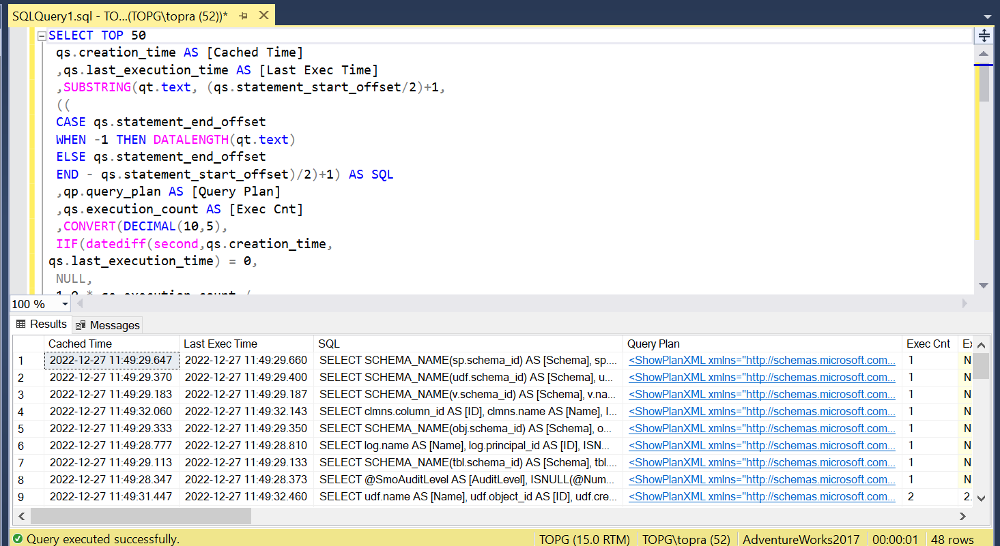 SQLQuery1.sql - TO...(TOPG\topra (52))*
SELECT TOP 50
qs.creation_time AS [Cached Time]
,qs.last_execution_time AS [Last Exec Time]
,SUBSTRING(qt.text, (qs.statement_start_offset/2)+1,
((
CASE qs.statement_end_offset
WHEN -1 THEN DATALENGTH(qt.text)
ELSE qs.statement_end_offset
END - qs.statement_start_offset)/2)+1) AS SQL
,qp.query_plan AS [Query Plan]
,qs.execution_count AS [Exec Cnt]
,CONVERT(DECIMAL(10,5),
IIF(datediff(second,qs.creation_time,
qs.last_execution_time) = 0,
NULL,
100 %
Results Messages
Cached Time Last Exec Time SQL Query Plan Exec Cnt
1 2022-12-27 11:49:29.647 2022-12-27 11:49:29.660 SELECT SCHEMA_NAME(sp.schema_id) AS [Schema], sp.... <ShowPlanXML xmlns="http://schemas.microsoft.com... 1 N
2 2022-12-27 11:49:29.370 2022-12-27 11:49:29.400 SELECT SCHEMA_NAME(udf.schema_id) AS [Schema], u... <ShowPlanXML xmlns="http://schemas.microsoft.com... 1 N
3 2022-12-27 11:49:29.183 2022-12-27 11:49:29.187 SELECT SCHEMA_NAME(v.schema_id) AS [Schema], v.na... <ShowPlanXML xmlns="http://schemas.microsoft.com... 1 N
4 2022-12-27 11:49:32.060 2022-12-27 11:49:32.143 SELECT clmns.column_id AS [ID], clmns.name AS [Name], I... <ShowPlanXML xmlns="http://schemas.microsoft.com... 1 N
5 2022-12-27 11:49:29.333 2022-12-27 11:49:29.350 SELECT SCHEMA_NAME(obj.schema_id) AS [Schema], o... <ShowPlanXML xmlns="http://schemas.microsoft.com... 1 N
6 2022-12-27 11:49:28.777 2022-12-27 11:49:28.810 SELECT log.name AS [Name], log.principal_id AS [ID], ISN... <ShowPlanXML xmlns="http://schemas.microsoft.com... 1 N
7 2022-12-27 11:49:29.113 2022-12-27 11:49:29.133 SELECT SCHEMA_NAME(tbl.schema_id) AS [Schema], tbl.... <ShowPlanXML xmlns="http://schemas.microsoft.com... 1 N
8 2022-12-27 11:49:28.347 2022-12-27 11:49:28.373 SELECT @SmoAuditLevel AS [AuditLevel], ISNULL(@Num... <ShowPlanXML xmlns="http://schemas.microsoft.com... 1 N
9 2022-12-27 11:49:31.447 2022-12-27 11:49:32.460 SELECT udf.name AS [Name], udf.object_id AS [ID], udf.cre... <ShowPlanXML xmlns="http://schemas.microsoft.com... 2 2.
Query executed successfully. TOPG (15.0 RTM) TOPG\topra (52) AdventureWorks2017 00:00:01 48 rows